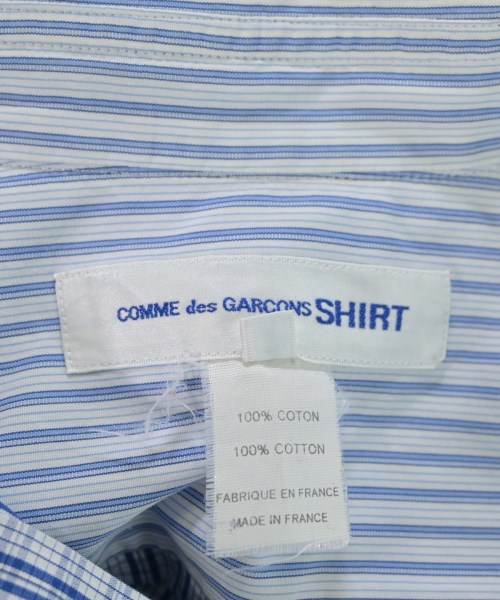 COMME des GARCONS SHIRT
100% COTON
100% COTTON
FABRIQUE EN FRANCE
MADE IN FRANCE